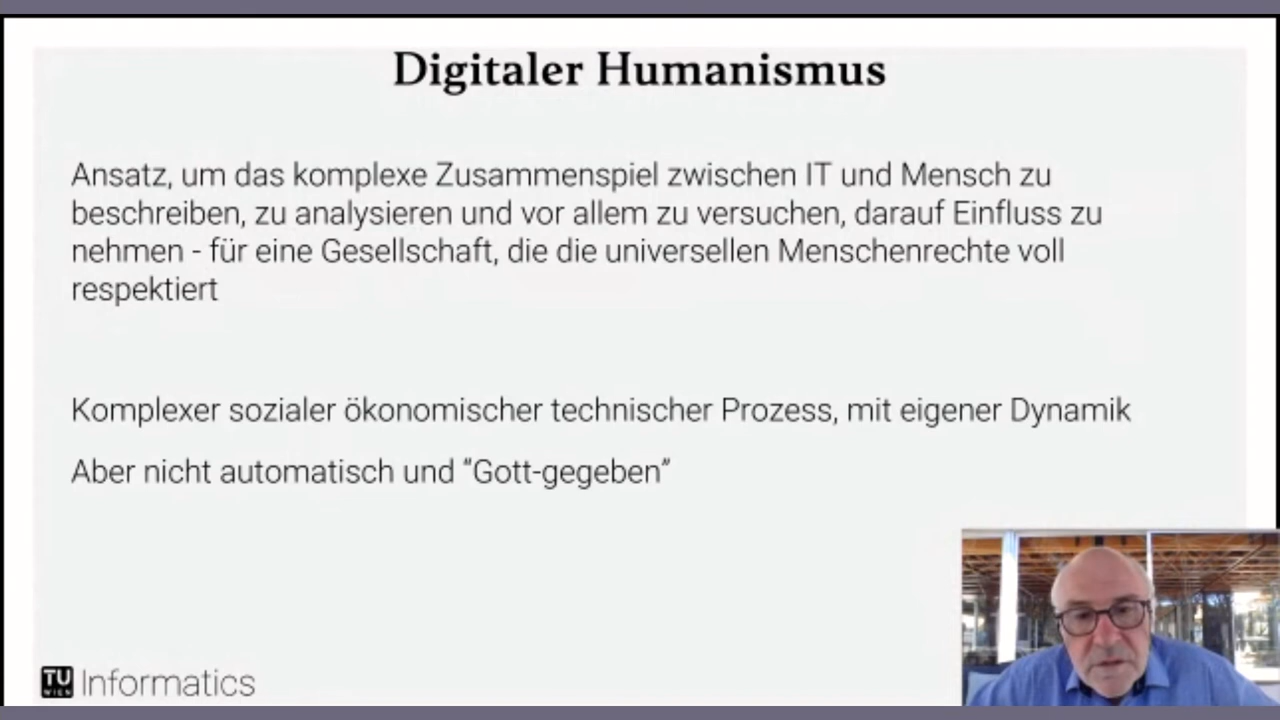 Digitaler Humanismus
Ansatz, um das komplexe Zusammenspiel zwischen IT und Mensch zu
beschreiben, zu analysieren und vor allem zu versuchen, darauf Einfluss zu
nehmen - für eine Gesellschaft, die die universellen Menschenrechte voll
respektiert
Komplexer sozialer ökonomischer technischer Prozess, mit eigener Dynamik
Aber nicht automatisch und “Gott-gegeben”
TU
WIEN
Informatics